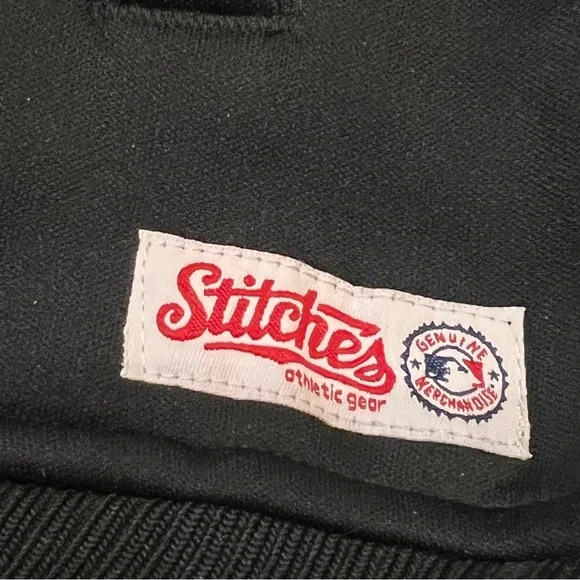 Stitches
athletic gear
GENUINE
MERCHANDISE